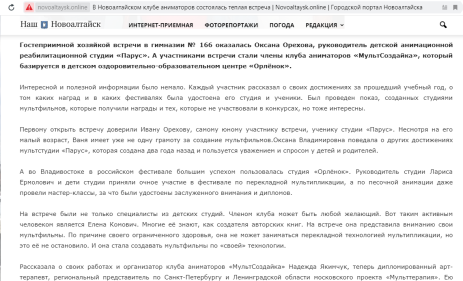 novoaltaysk.online В Новоалтайском клубе аниматоров состоялась теплая встреча | Novoaltaysk.online | Городской портал Новоалтайска
Наш Новоалтайск ИНТЕРНЕТ-ПРИЕМНАЯ ФОТОРЕПОРТАЖИ ПОГОДА РЕДАКЦИЯ
Гостеприимной хозяйкой встречи в гимназии № 166 оказалась Оксана Орехова, руководитель детской анимационной
реабилитационной студии «Парус». А участниками встречи стали члены клуба аниматоров «МультСоздайка», который
базируется в детском оздоровительно-образовательном центре «Орлёнок».
Интересной и полезной информации было немало. Каждый участник рассказал о своих достижениях за прошедший учебный год, о
том каких наград и в каких фестивалях была удостоена его студия и ученики. Был проведен показ, созданных студиями
мультфильмов, которые получили награды и тех, которые не участвовали в конкурсах, но тоже интересны.
Первому открыть встречу доверили Ивану Орехову, самому юному участнику встречи, ученику студии «Парус». Несмотря на его
малый возраст, Ваня имеет уже не одну грамоту за создание мультфильмов.Оксана Владимировна поведала о других достижениях
мультстудии «Парус», которая создана два года назад и пользуется уважением и спросом у детей и родителей.
А во Владивостоке в российском фестивале большим успехом пользовалась студия «Орлёнок». Руководитель студии Лариса
Ермолович и дети студии приняли очное участие в фестивале по перекладной мультипликации, а по песочной анимации даже
провели мастер-классы, за что были удостоены заслуженного внимания и дипломов.
На встрече были не только специалисты из детских студий. Членом клуба может быть любой желающий. Вот таким активным
человеком является Елена Комович. Многие её знают, как создателя авторских книг. На встрече она представила вниманию свои
мультфильмы. По причине своего ограниченного здоровья, она не может заниматься перекладной технологией мультипликации, но
это её не остановило. И она стала создавать мультфильмы по «своей» технологии.
Рассказала о своих работах и организатор клуба аниматоров «МультСоздайка» Надежда Якимчук, теперь дипломированный арт-
терапевт, региональный представитель по Санкт-Петербургу и Ленинградской области московского проекта «Мульттерапия». Ею